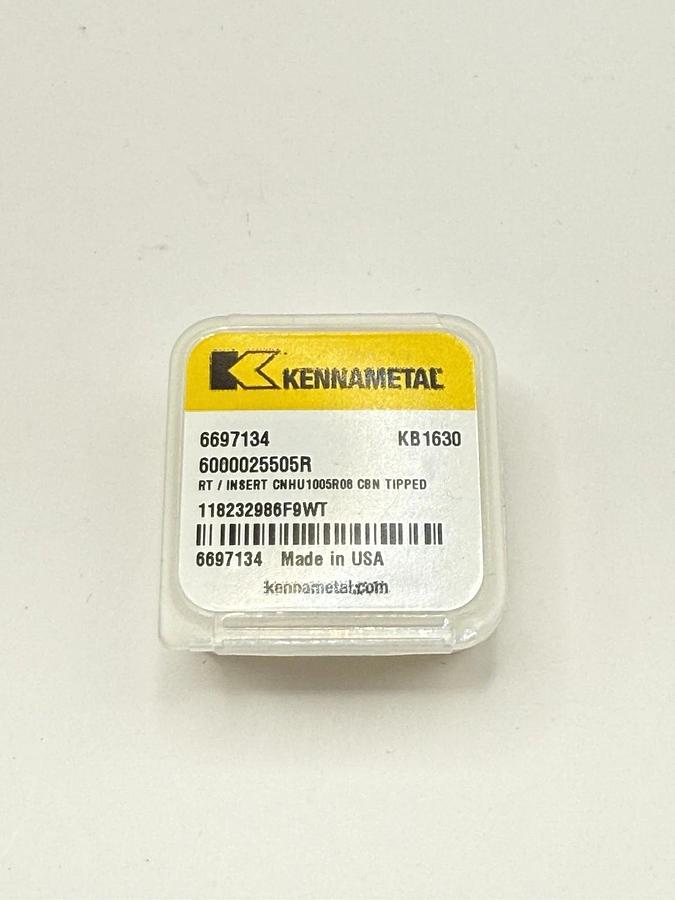 KENNAMETAL
6697134 KB1630
6000025505R
RT / INSERT CNHU1005R08 CBN TIPPED
118232986F9WT
6697134 Made in USA
kennametal.com